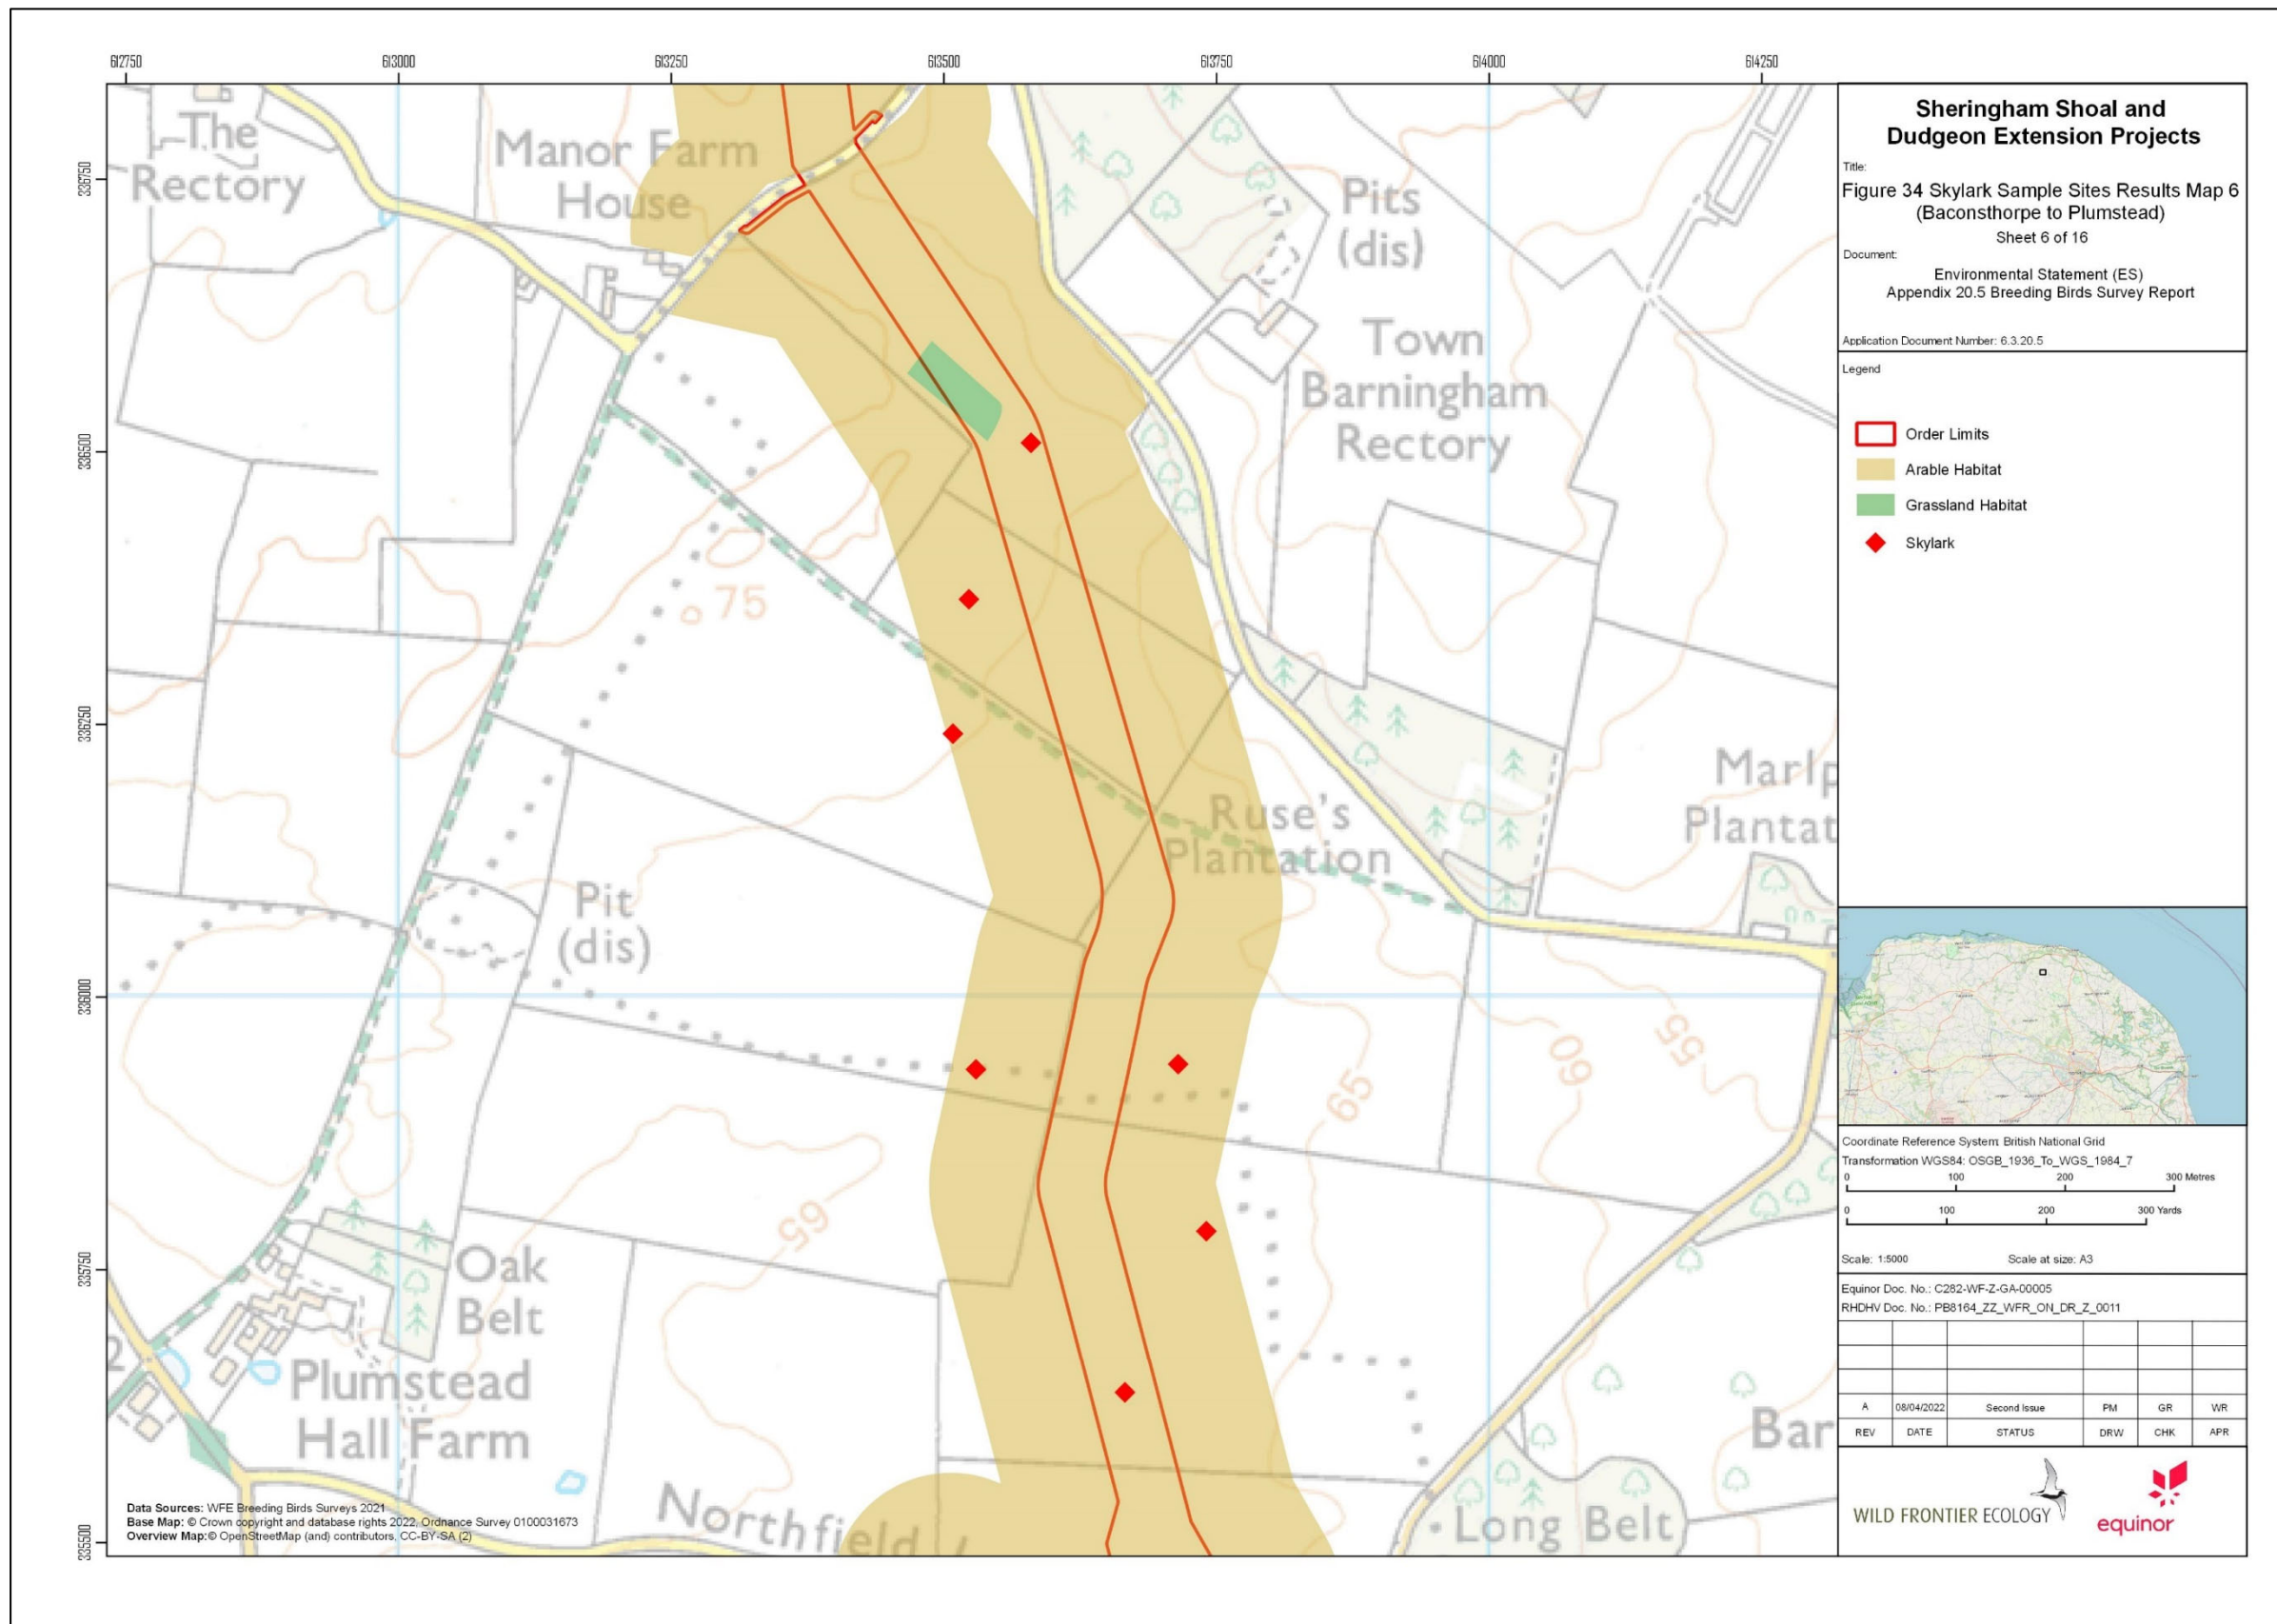 612750
613000
613250
613500
613750
614000
614250
336750
336500
336250
336000
335750
335500
The
Rectory
Manor Farm
House
Pits
(dis)
Town
Barningham
Rectory
75
Ruse's
Plantation
Marlp
Plantat
Pit
(dis)
65
60
55
65
Oak
Belt
2
Plumstead
Hall Farm
Northfield
Long Belt
Bar
Data Sources: WFE Breeding Birds Surveys 2021
Base Map: © Crown copyright and database rights 2022, Ordnance Survey 0100031673
Overview Map:© OpenStreetMap (and) contributors, CC-BY-SA (2)
Sheringham Shoal and
Dudgeon Extension Projects
Title:
Figure 34 Skylark Sample Sites Results Map 6
(Baconsthorpe to Plumstead)
Sheet 6 of 16
Document:
Environmental Statement (ES)
Appendix 20.5 Breeding Birds Survey Report
Application Document Number: 6.3.20.5
Legend
Order Limits
Arable Habitat
Grassland Habitat
Skylark
Coordinate Reference System: British National Grid
Transformation WGS84: OSGB_1936_To_WGS_1984_7
0 100 200 300 Metres
0 100 200 300 Yards
Scale: 1:5000 Scale at size: A3
Equinor Doc. No.: C282-WF-Z-GA-00005
RHDHV Doc. No.: PB8164_ZZ_WFR_ON_DR_Z_0011
A 08/04/2022 Second Issue PM GR WR
REV DATE STATUS DRW CHK APR
WILD FRONTIER ECOLOGY
equinor